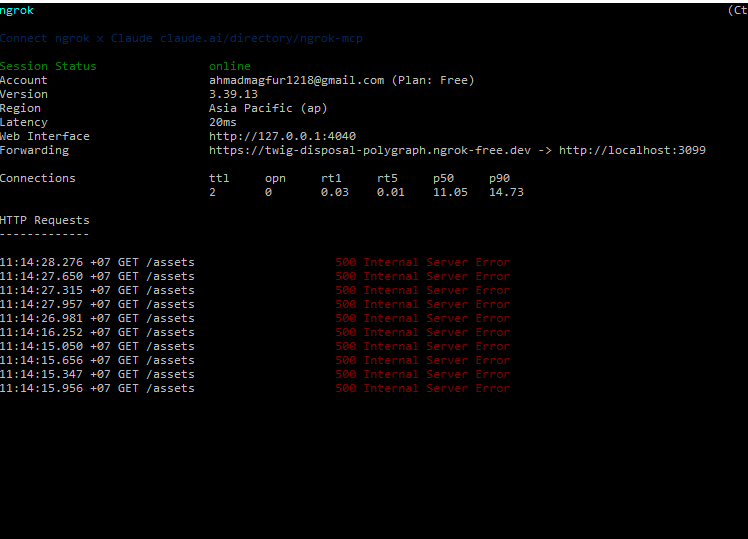 ngrok (Ct
Connect ngrok x Claude claude.ai/directory/ngrok-mcp
Session Status online
Account ahmadmagfur1218@gmail.com (Plan: Free)
Version 3.39.13
Region Asia Pacific (ap)
Latency 20ms
Web Interface http://127.0.0.1:4040
Forwarding https://twig-disposal-polygraph.ngrok-free.dev -> http://localhost:3099
Connections ttl opn rt1 rt5 p50 p90
2 0 0.03 0.01 11.05 14.73
HTTP Requests
-------------
11:14:28.276 +07 GET /assets 500 Internal Server Error
11:14:27.650 +07 GET /assets 500 Internal Server Error
11:14:27.315 +07 GET /assets 500 Internal Server Error
11:14:27.957 +07 GET /assets 500 Internal Server Error
11:14:26.981 +07 GET /assets 500 Internal Server Error
11:14:16.252 +07 GET /assets 500 Internal Server Error
11:14:15.050 +07 GET /assets 500 Internal Server Error
11:14:15.656 +07 GET /assets 500 Internal Server Error
11:14:15.347 +07 GET /assets 500 Internal Server Error
11:14:15.956 +07 GET /assets 500 Internal Server Error